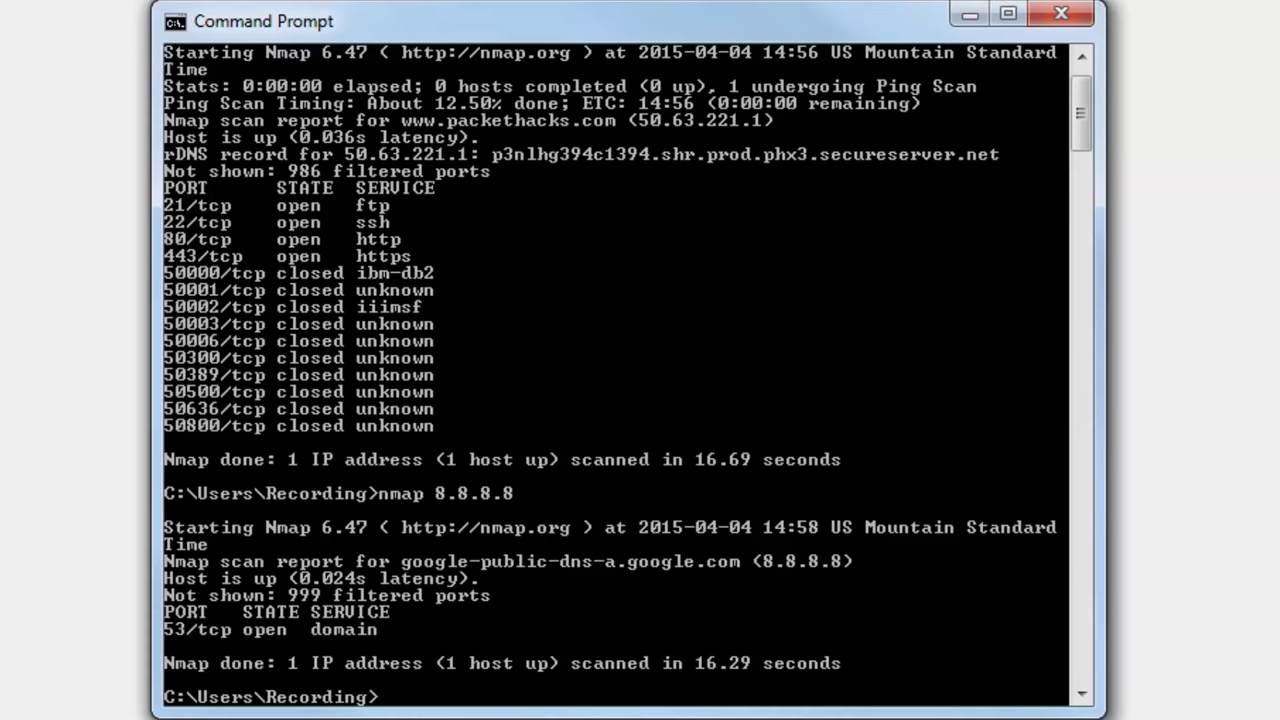 Command Prompt
Starting Nmap 6.47 ( http://nmap.org ) at 2015-04-04 14:56 US Mountain Standard
Time
Stats: 0:00:00 elapsed; 0 hosts completed (0 up), 1 undergoing Ping Scan
Ping Scan Timing: About 12.50% done; ETC: 14:56 (0:00:00 remaining)
Nmap scan report for www.packethacks.com (50.63.221.1)
Host is up (0.036s latency).
rDNS record for 50.63.221.1: p3nlhg394c1394.shr.prod.phx3.secureserver.net
Not shown: 986 filtered ports
PORT      STATE  SERVICE
21/tcp    open   ftp
22/tcp    open   ssh
80/tcp    open   http
443/tcp   open   https
50000/tcp closed ibm-db2
50001/tcp closed unknown
50002/tcp closed iiimsf
50003/tcp closed unknown
50006/tcp closed unknown
50300/tcp closed unknown
50389/tcp closed unknown
50500/tcp closed unknown
50636/tcp closed unknown
50800/tcp closed unknown
Nmap done: 1 IP address (1 host up) scanned in 16.69 seconds
C:\Users\Recording>nmap 8.8.8.8
Starting Nmap 6.47 ( http://nmap.org ) at 2015-04-04 14:58 US Mountain Standard
Time
Nmap scan report for google-public-dns-a.google.com (8.8.8.8)
Host is up (0.024s latency).
Not shown: 999 filtered ports
PORT   STATE SERVICE
53/tcp open  domain
Nmap done: 1 IP address (1 host up) scanned in 16.29 seconds
C:\Users\Recording>